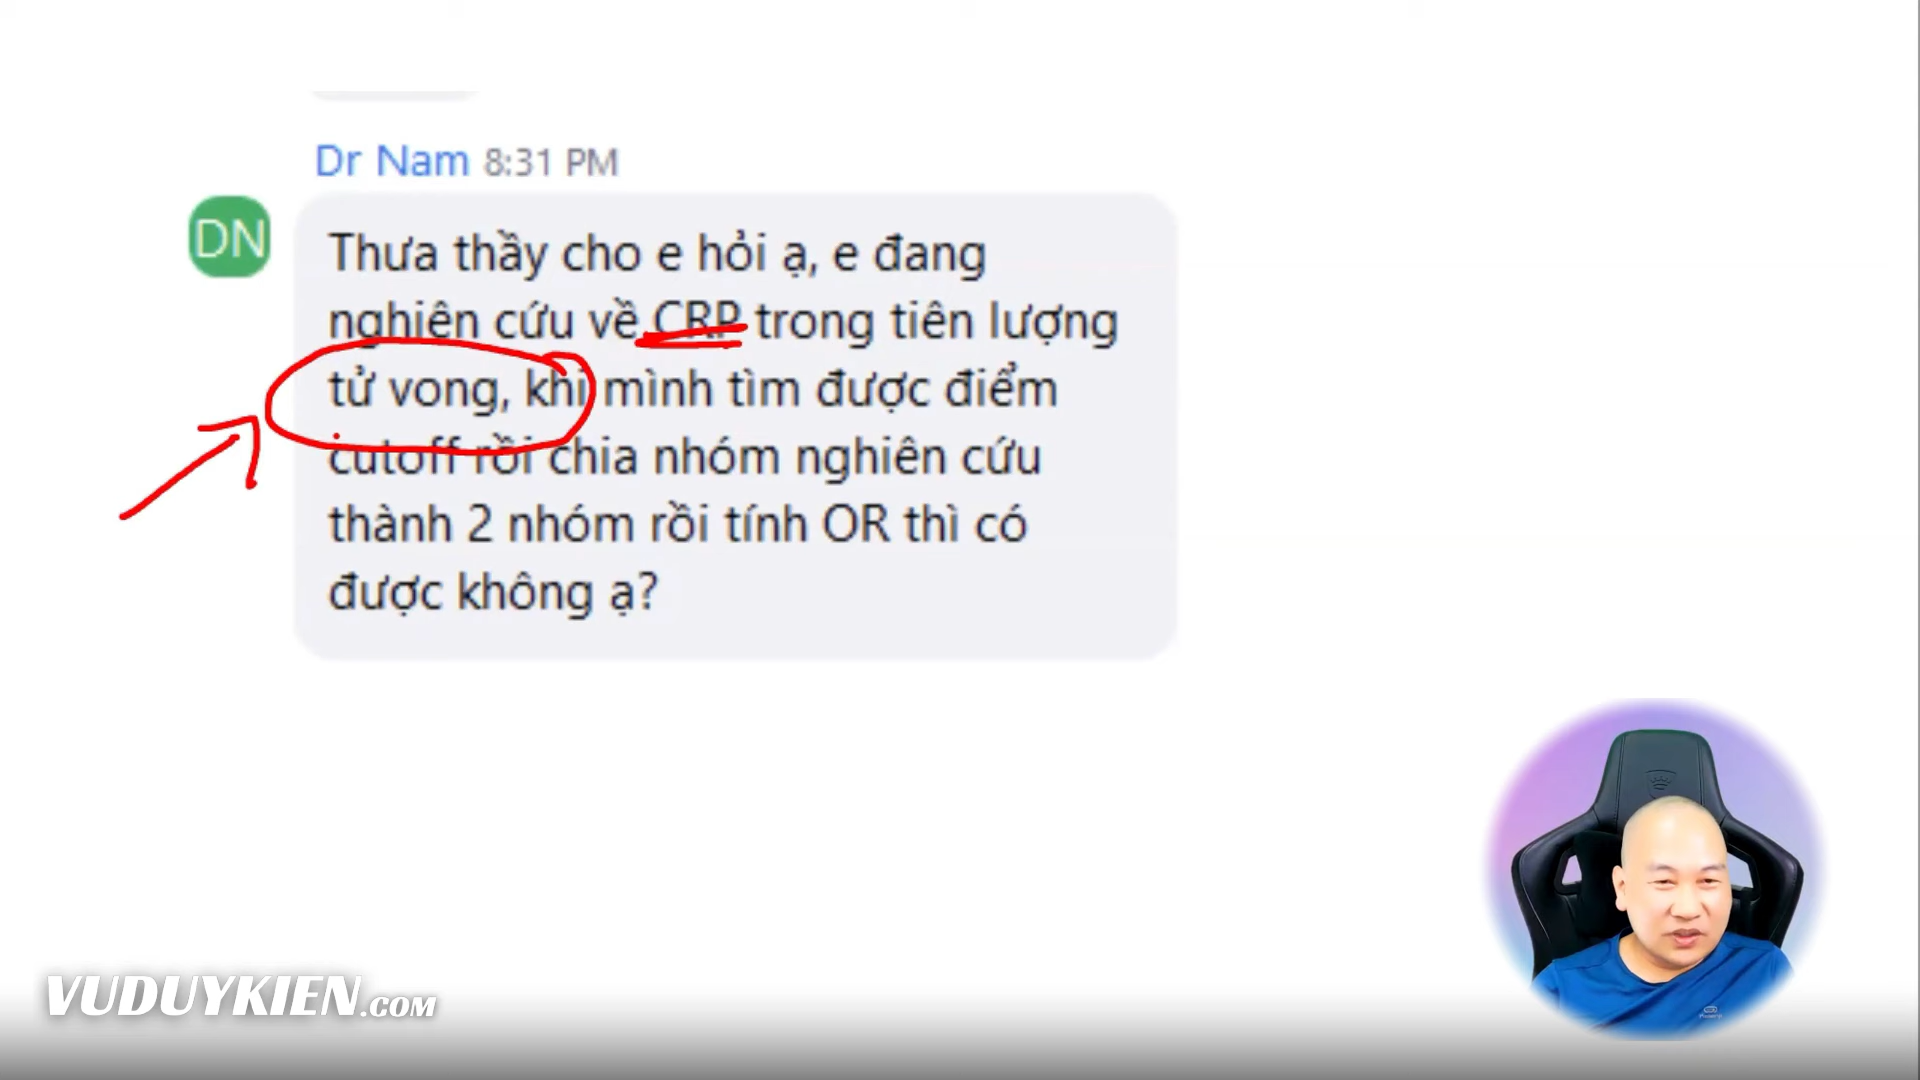 Dr Nam 8:31 PM
DN
Thưa thầy cho e hỏi ạ, e đang
nghiên cứu về CRP trong tiên lượng
tử vong, khi mình tìm được điểm
cutoff rồi chia nhóm nghiên cứu
thành 2 nhóm rồi tính OR thì có
được không ạ?
VUDUYKIEN.COM